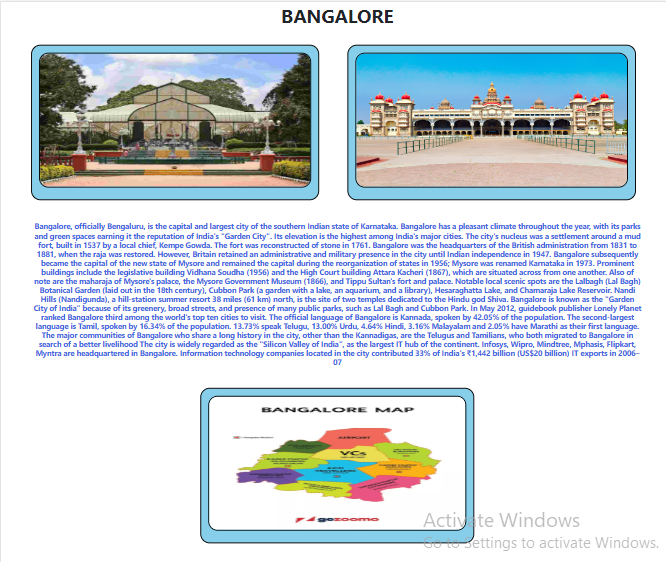 BANGALORE
Bangalore, officially Bengaluru, is the capital and largest city of the southern Indian state of Karnataka. Bangalore has a pleasant climate throughout the year, with its parks
and green spaces earning it the reputation of India's "Garden City". Its elevation is the highest among India's major cities. The city's nucleus was a settlement around a mud
fort, built in 1537 by a local chief, Kempe Gowda. The fort was reconstructed of stone in 1761. Bangalore was the headquarters of the British administration from 1831 to
1881, when the raja was restored. However, Britain retained an administrative and military presence in the city until Indian independence in 1947. Bangalore subsequently
became the capital of the new state of Mysore and remained the capital during the reorganization of states in 1956; Mysore was renamed Karnataka in 1973. Prominent
buildings include the legislative building Vidhana Soudha (1956) and the High Court building Attara Kacheri (1867), which are situated across from one another. Also of
note are the maharaja of Mysore's palace, the Mysore Government Museum (1866), and Tippu Sultan's fort and palace. Notable local scenic spots are the Lalbagh (Lal Bagh)
Botanical Garden (laid out in the 18th century), Cubbon Park (a garden with a lake, an aquarium, and a library), Hesaraghatta Lake, and Chamaraja Lake Reservoir. Nandi
Hills (Nandigunda), a hill-station summer resort 38 miles (61 km) north, is the site of two temples dedicated to the Hindu god Shiva. Bangalore is known as the "Garden
City of India" because of its greenery, broad streets, and presence of many public parks, such as Lal Bagh and Cubbon Park. In May 2012, guidebook publisher Lonely Planet
ranked Bangalore third among the world's top ten cities to visit. The official language of Bangalore is Kannada, spoken by 42.05% of the population. The second-largest
language is Tamil, spoken by 16.34% of the population. 13.73% speak Telugu, 13.00% Urdu, 4.64% Hindi, 3.16% Malayalam and 2.05% have Marathi as their first language.
The major communities of Bangalore who share a long history in the city, other than the Kannadigas, are the Telugus and Tamilians, who both migrated to Bangalore in
search of a better livelihood The city is widely regarded as the "Silicon Valley of India", as the largest IT hub of the continent. Infosys, Wipro, Mindtree, Mphasis, Flipkart,
Myntra are headquartered in Bangalore. Information technology companies located in the city contributed 33% of India's ₹1,442 billion (US$20 billion) IT exports in 2006–
07
BANGALORE MAP
AIRPORT
VCs
gozoomo
Activate Windows
Go to Settings to activate Windows.